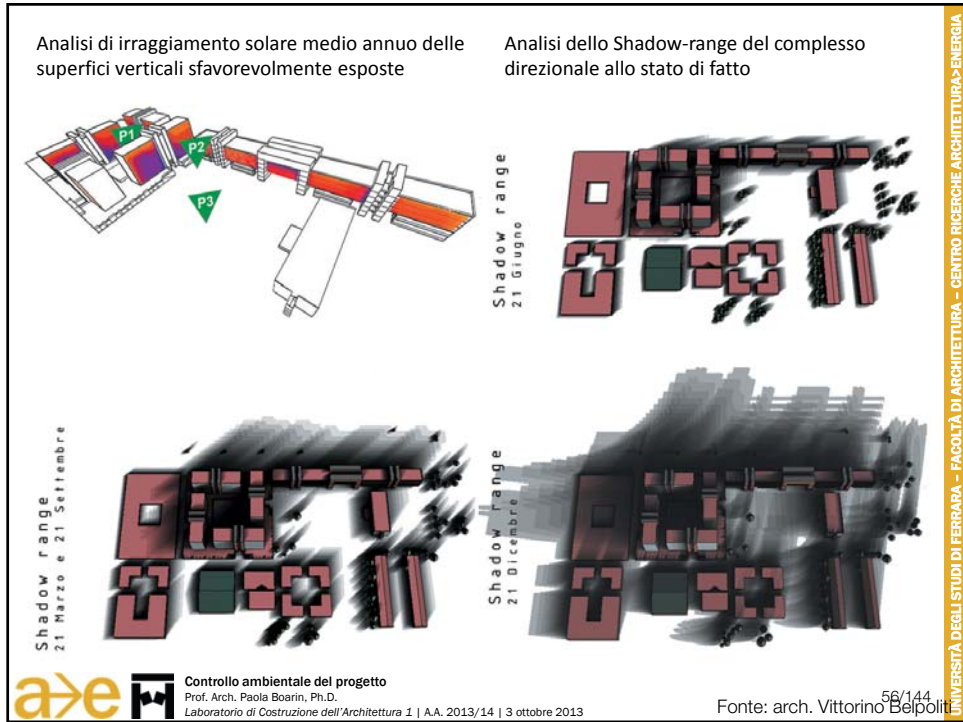 Analisi di irraggiamento solare medio annuo delle
superfici verticali sfavorevolmente esposte
Analisi dello Shadow-range del complesso
direzionale allo stato di fatto
P1
P2
P3
Shadow range
21 Giugno
Shadow range
21 Marzo e 21 Settembre
Shadow range
21 Dicembre
a>e
Controllo ambientale del progetto
Prof. Arch. Paola Boarin, Ph.D.
Laboratorio di Costruzione dell'Architettura 1 | A.A. 2013/14 | 3 ottobre 2013
56/144
Fonte: arch. Vittorino Belpoliti
UNIVERSITÀ DEGLI STUDI DI FERRARA – FACOLTÀ DI ARCHITETTURA – CENTRO RICERCHE ARCHITETTURA>ENERGIA